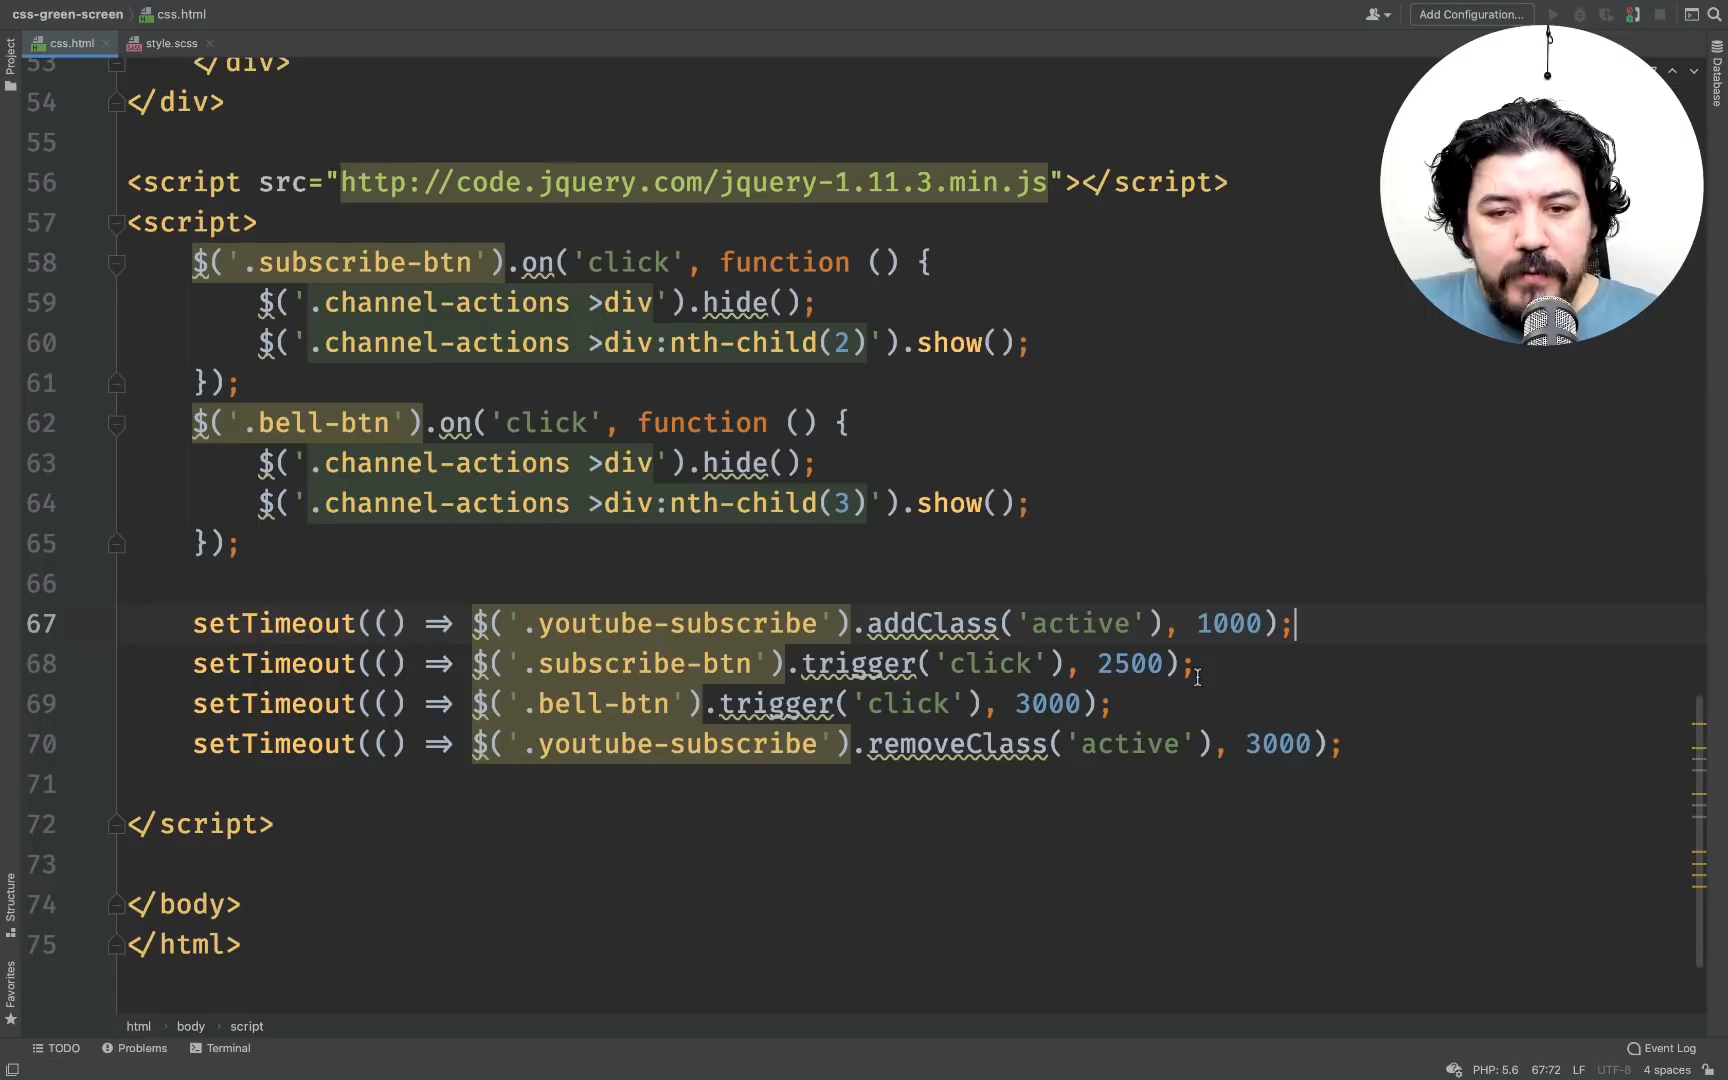 css-green-screen css.html Add Configuration...
css.html style.scss
Project
Database
53 </div>
54 </div>
55
56 <script src="http://code.jquery.com/jquery-1.11.3.min.js"></script>
57 <script>
58 $('.subscribe-btn').on('click', function () {
59 $('.channel-actions >div').hide();
60 $('.channel-actions >div:nth-child(2)').show();
61 });
62 $('.bell-btn').on('click', function () {
63 $('.channel-actions >div').hide();
64 $('.channel-actions >div:nth-child(3)').show();
65 });
66
67 setTimeout(() => $('.youtube-subscribe').addClass('active'), 1000);
68 setTimeout(() => $('.subscribe-btn').trigger('click'), 2500);
69 setTimeout(() => $('.bell-btn').trigger('click'), 3000);
70 setTimeout(() => $('.youtube-subscribe').removeClass('active'), 3000);
71
72 </script>
73
74 </body>
75 </html>
Structure
Favorites
html body script
TODO Problems Terminal Event Log
PHP: 5.6 67:72 LF UTF-8 4 spaces